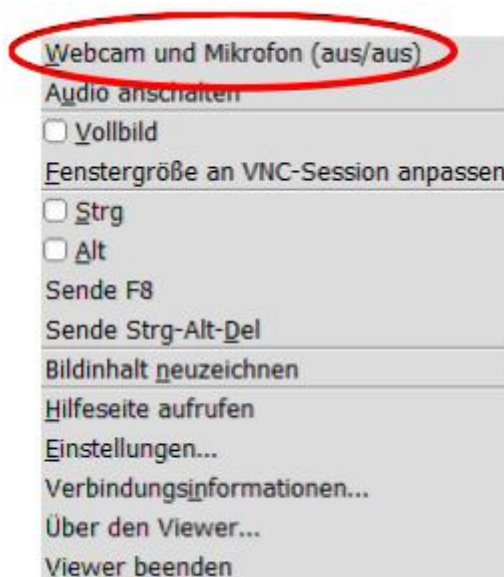 Webcam und Mikrofon (aus/aus)
Audio anschalten
Vollbild
Fenstergröße an VNC-Session anpassen
Strg
Alt
Sende F8
Sende Strg-Alt-Del
Bildinhalt neuzeichnen
Hilfeseite aufrufen
Einstellungen...
Verbindungsinformationen...
Über den Viewer...
Viewer beenden